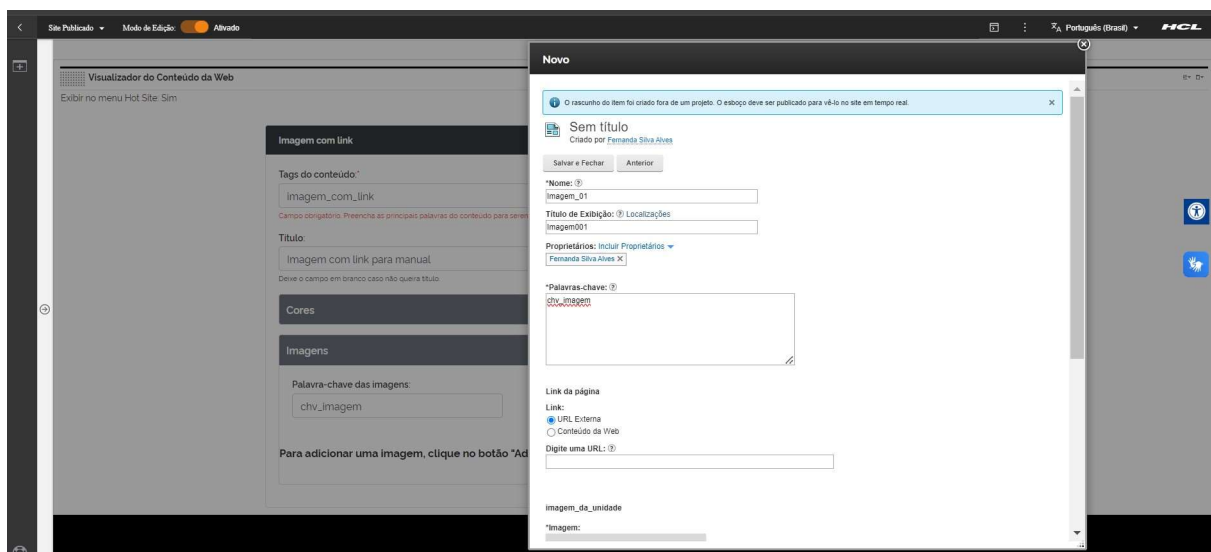 Site Publicado
Modo de Edição:
Ativado
Português (Brasil)
HCL
Visualizador do Conteúdo da Web
Exibir no menu Hot Site: Sim
Imagem com link
Tags do conteúdo:*
imagem_com_link
Campo obrigatório. Preencha as principais palavras do conteúdo para seren
Título:
Imagem com link para manual
Deixe o campo em branco caso não queira título.
Cores
Imagens
Palavra-chave das imagens:
chv_imagem
Para adicionar uma imagem, clique no botão "Ad
Novo
O rascunho do item foi criado fora de um projeto. O esboço deve ser publicado para vê-lo no site em tempo real.
Sem título
Criado por Fernanda Silva Alves
Salvar e Fechar
Anterior
*Nome:
Imagem_01
Título de Exibição: Localizações
Imagem001
Proprietários: Incluir Proprietários
Fernanda Silva Alves X
*Palavras-chave:
chv_imagem
Link da página
Link:
URL Externa
Conteúdo da Web
Digite uma URL:
imagem_da_unidade
*Imagem: